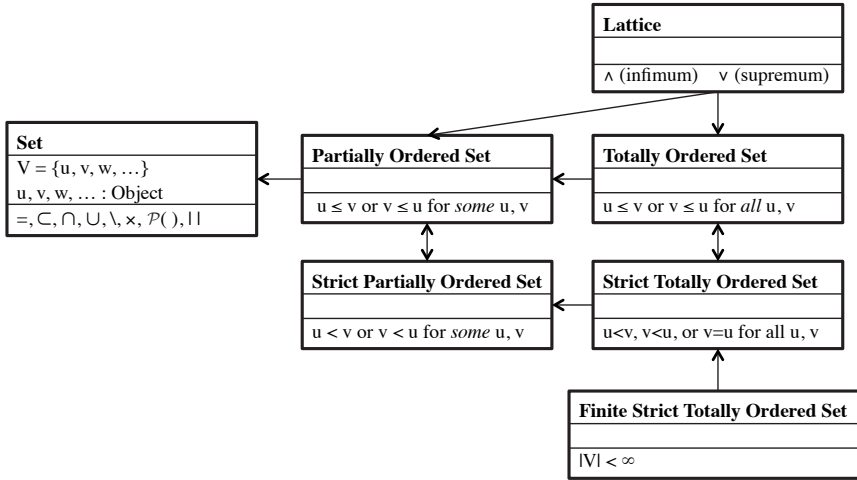 Lattice
∧ (infimum) ∨ (supremum)
Set
V = {u, v, w, …}
u, v, w, … : Object
=, ⊂, ∩, ∪, \, ×, 𝒫( ), | |
Partially Ordered Set
u ≤ v or v ≤ u for some u, v
Totally Ordered Set
u ≤ v or v ≤ u for all u, v
Strict Partially Ordered Set
u < v or v < u for some u, v
Strict Totally Ordered Set
u<v, v<u, or v=u for all u, v
Finite Strict Totally Ordered Set
|V| < ∞